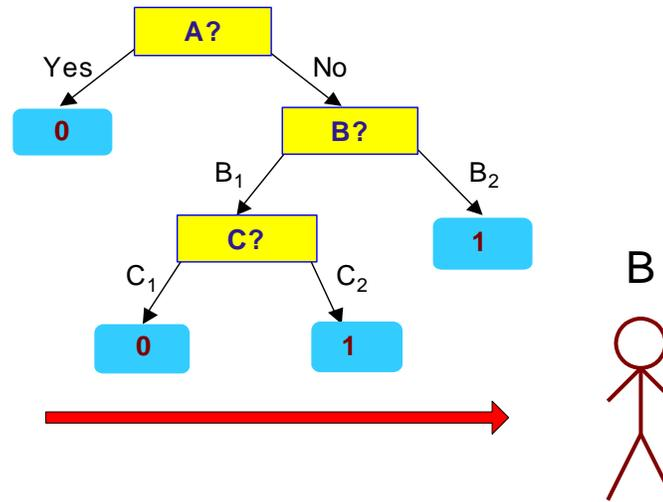 A?
Yes
No
0
B?
B₁
B₂
C?
1
C₁
C₂
0
1
B